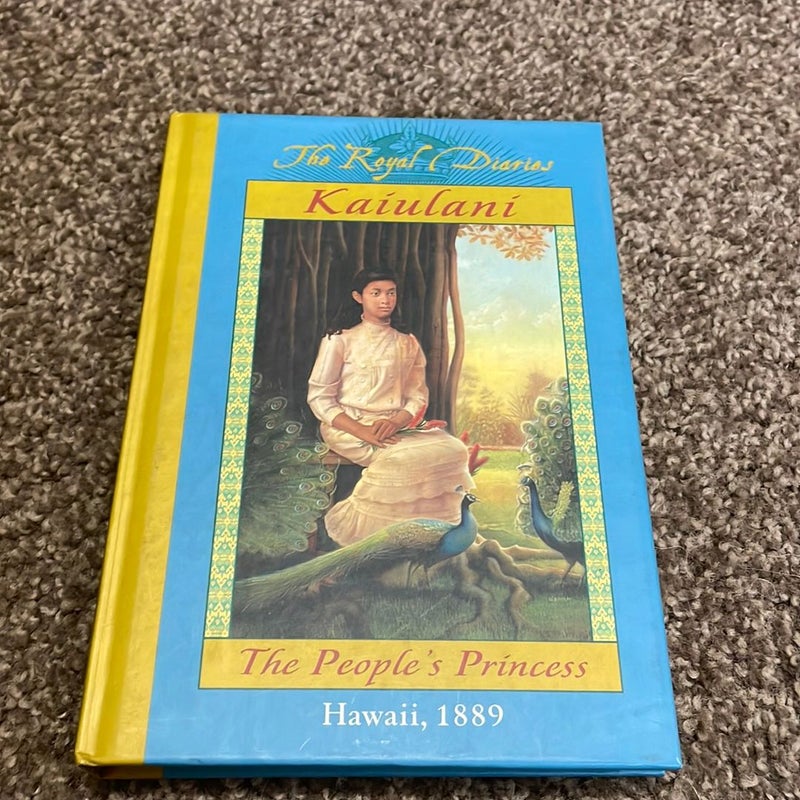 The Royal Diaries
Kaiulani
The People's Princess
Hawaii, 1889